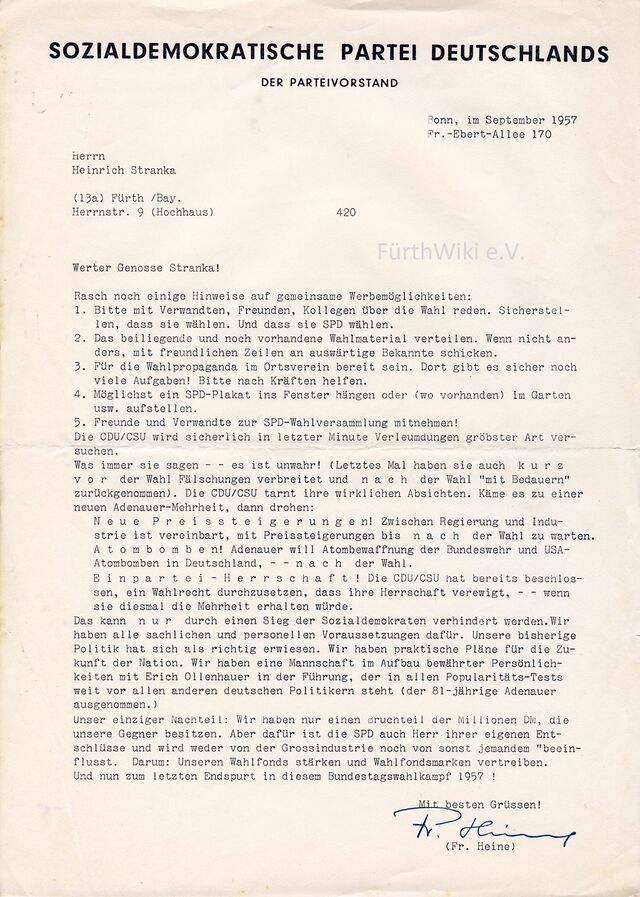 SOZIALDEMOKRATISCHE PARTEI DEUTSCHLANDS
DER PARTEIVORSTAND
Bonn, im September 1957
Fr.-Ebert-Allee 170
Herrn
Heinrich Stranka
(13a) Fürth /Bay.
Herrnstr. 9 (Hochhaus) 420
FürthWiki e.V.
Werter Genosse Stranka!
Rasch noch einige Hinweise auf gemeinsame Werbemöglichkeiten:
1. Bitte mit Verwandten, Freunden, Kollegen über die Wahl reden. Sicherstel-
len, dass sie wählen. Und dass sie SPD wählen.
2. Das beiliegende und noch vorhandene Wahlmaterial verteilen. Wenn nicht an-
ders, mit freundlichen Zeilen an auswärtige Bekannte schicken.
3. Für die Wahlpropaganda im Ortsverein bereit sein. Dort gibt es sicher noch
viele Aufgaben! Bitte nach Kräften helfen.
4. Möglichst ein SPD-Plakat ins Fenster hängen oder (wo vorhanden) im Garten
usw. aufstellen.
5. Freunde und Verwandte zur SPD-Wahlversammlung mitnehmen!
Die CDU/CSU wird sicherlich in letzter Minute Verleumdungen gröbster Art ver-
suchen.
Was immer sie sagen - - es ist unwahr! (Letztes Mal haben sie auch k u r z
v o r der Wahl Fälschungen verbreitet und n a c h der Wahl "mit Bedauern"
zurückgenommen). Die CDU/CSU tarnt ihre wirklichen Absichten. Käme es zu einer
neuen Adenauer-Mehrheit, dann drohen:
N e u e P r e i s s t e i g e r u n g e n! Zwischen Regierung und Indu-
strie ist vereinbart, mit Preissteigerungen bis n a c h der Wahl zu warten.
A t o m b o m b e n! Adenauer will Atombewaffnung der Bundeswehr und USA-
Atombomben in Deutschland, - - n a c h der Wahl.
E i n p a r t e i - H e r r s c h a f t ! Die CDU/CSU hat bereits beschlos-
sen, ein Wahlrecht durchzusetzen, dass ihre Herrschaft verewigt, - - wenn
sie diesmal die Mehrheit erhalten würde.
Das kann n u r durch einen Sieg der Sozialdemokraten verhindert werden.Wir
haben alle sachlichen und personellen Voraussetzungen dafür. Unsere bisherige
Politik hat sich als richtig erwiesen. Wir haben praktische Pläne für die Zu-
kunft der Nation. Wir haben eine Mannschaft im Aufbau bewährter Persönlich-
keiten mit Erich Ollenhauer in der Führung, der in allen Popularitäts-Tests
weit vor allen anderen deutschen Politikern steht (der 81-jährige Adenauer
ausgenommen.)
Unser einziger Nachteil: Wir haben nur einen Bruchteil der Millionen DM, die
unsere Gegner besitzen. Aber dafür ist die SPD auch Herr ihrer eigenen Ent-
schlüsse und wird weder von der Grossindustrie noch von sonst jemandem "beein-
flusst. Darum: Unseren Wahlfonds stärken und Wahlfondsmarken vertreiben.
Und nun zum letzten Endspurt in diesem Bundestagswahlkampf 1957 !
Mit besten Grüssen!
Fr. Heine
(Fr. Heine)